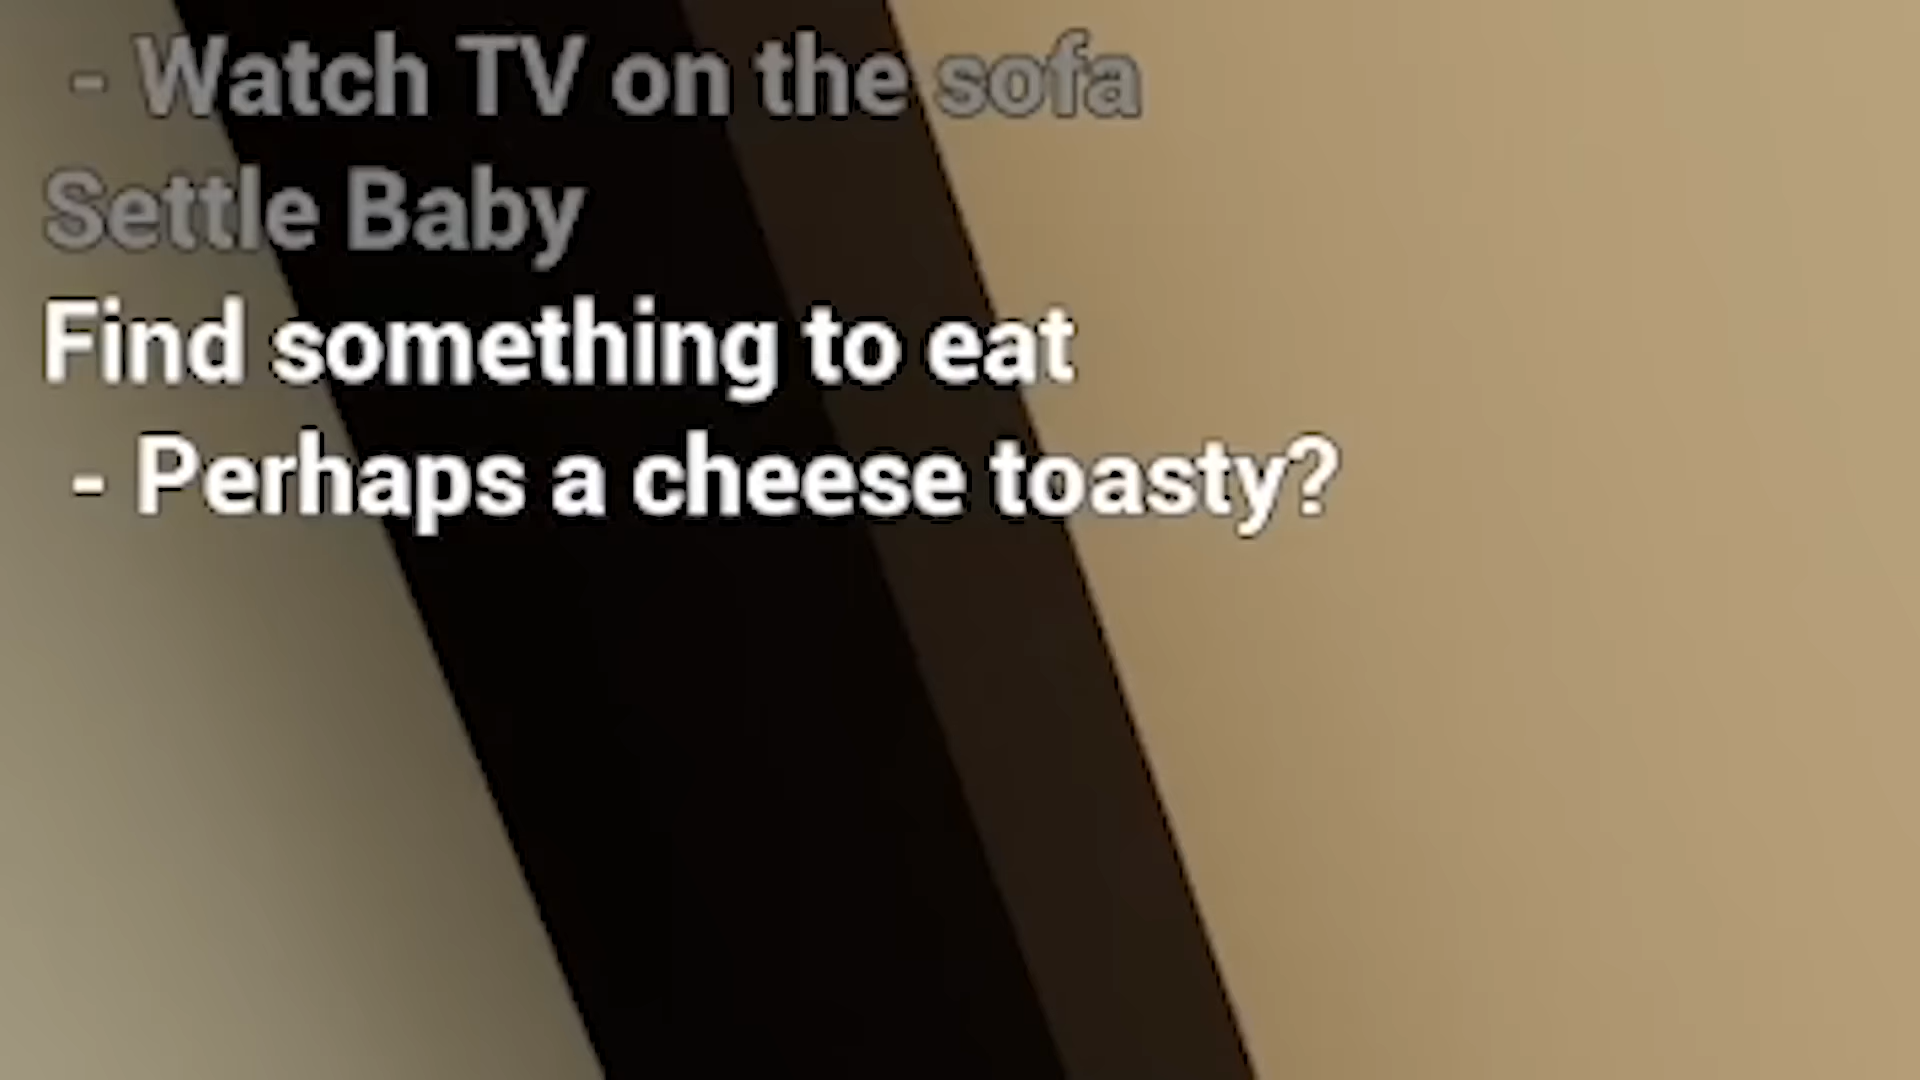 - Watch TV on the sofa
Settle Baby
Find something to eat
- Perhaps a cheese toasty?